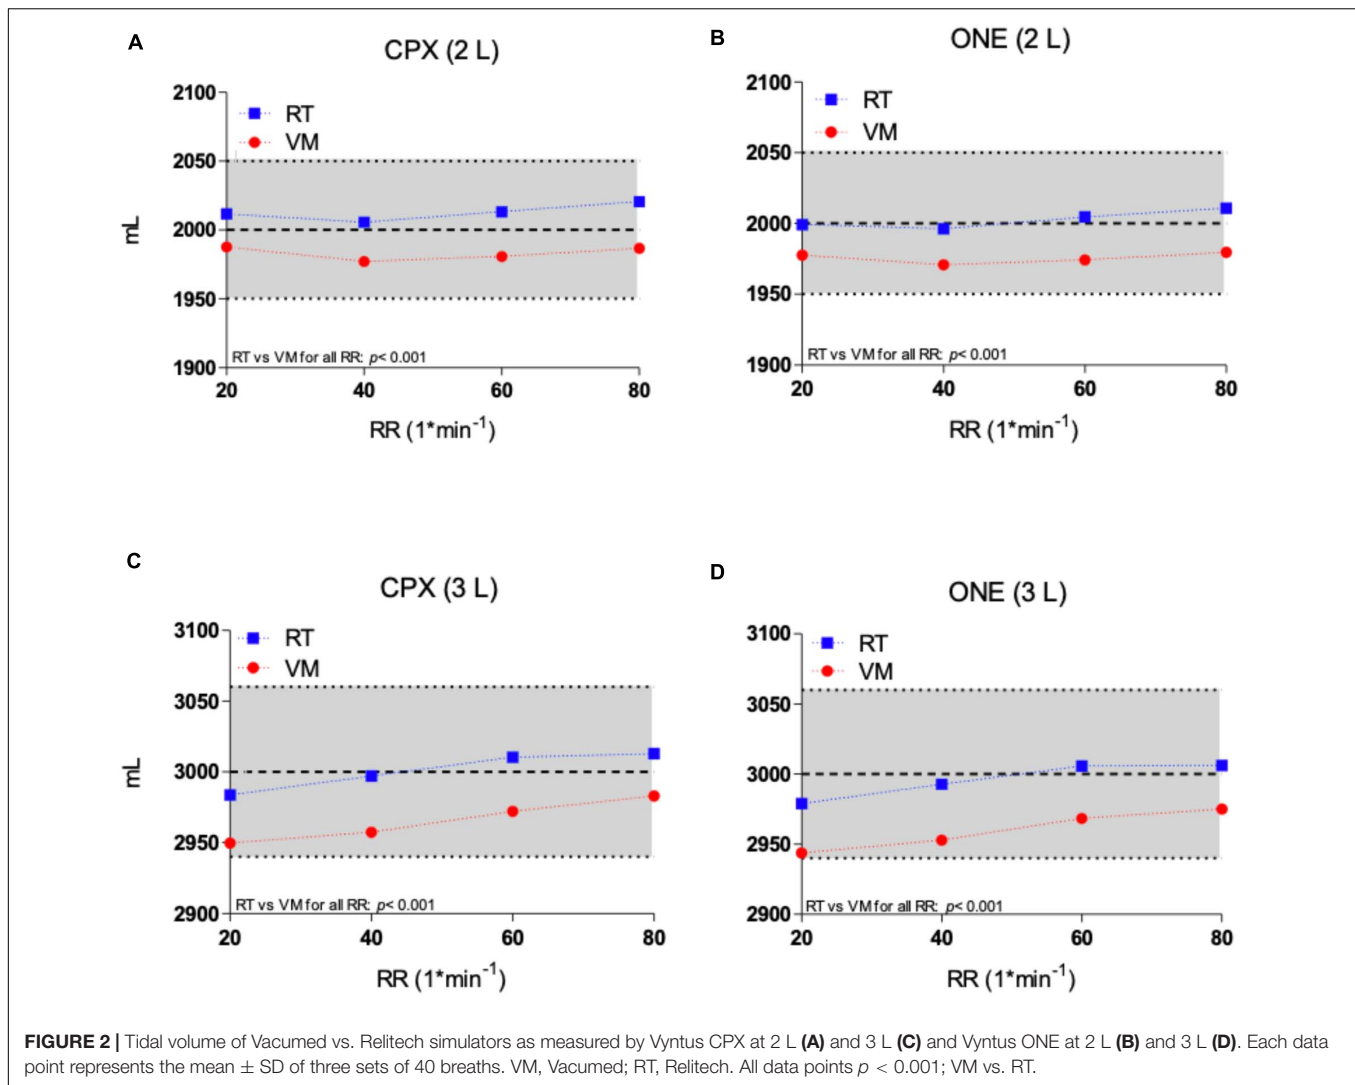 A
CPX (2 L)
2100
RT
VM
2050
2000
mL
1950
1900
RT vs VM for all RR: p< 0.001
20 40 60 80
RR (1*min-1)
B
ONE (2 L)
2100
RT
VM
2050
2000
1950
1900
RT vs VM for all RR: p< 0.001
20 40 60 80
RR (1*min-1)
C
CPX (3 L)
3100
RT
VM
3050
3000
mL
2950
2900
RT vs VM for all RR: p< 0.001
20 40 60 80
RR (1*min-1)
D
ONE (3 L)
3100
RT
VM
3050
3000
2950
2900
RT vs VM for all RR: p< 0.001
20 40 60 80
RR (1*min-1)
FIGURE 2 | Tidal volume of Vacumed vs. Relitech simulators as measured by Vyntus CPX at 2 L (A) and 3 L (C) and Vyntus ONE at 2 L (B) and 3 L (D). Each data
point represents the mean ± SD of three sets of 40 breaths. VM, Vacumed; RT, Relitech. All data points p < 0.001; VM vs. RT.